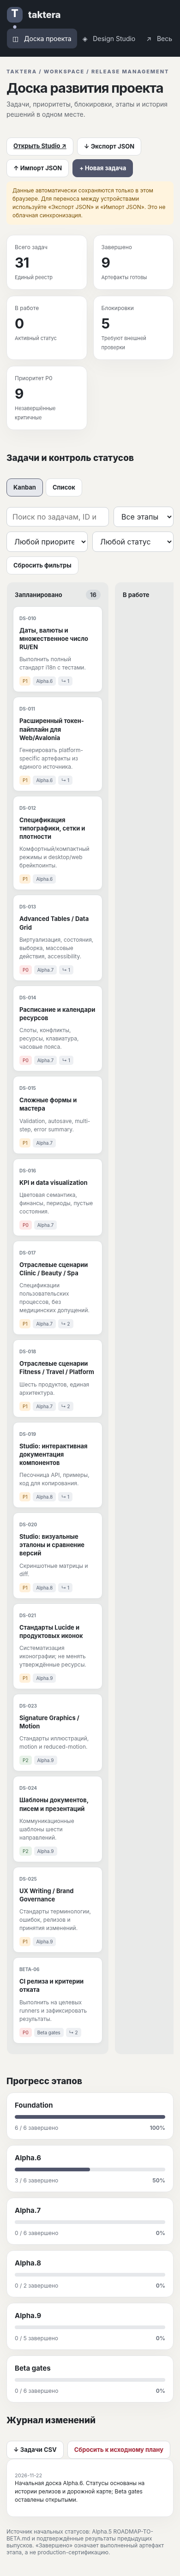 T taktera
Доска проекта
Design Studio
Весь
TAKTERA / WORKSPACE / RELEASE MANAGEMENT
Доска развития проекта
Задачи, приоритеты, блокировки, этапы и история
решений в одном месте.
Открыть Studio ↗
↓ Экспорт JSON
↑ Импорт JSON
+ Новая задача
Данные автоматически сохраняются только в этом
браузере. Для переноса между устройствами
используйте «Экспорт JSON» и «Импорт JSON». Это не
облачная синхронизация.
Всего задач
31
Единый реестр
Завершено
9
Артефакты готовы
В работе
0
Активный статус
Блокировки
5
Требуют внешней
проверки
Приоритет P0
9
Незавершённые
критичные
Задачи и контроль статусов
Kanban
Список
Поиск по задачам, ID и
Все этапы
Любой приорите
Любой статус
Сбросить фильтры
Запланировано 16
В работе
DS-010
Даты, валюты и
множественное число
RU/EN
Выполнить полный
стандарт i18n с тестами.
P1 Alpha.6 ↪ 1
DS-011
Расширенный токен-
пайплайн для
Web/Avalonia
Генерировать platform-
specific артефакты из
единого источника.
P1 Alpha.6 ↪ 1
DS-012
Спецификация
типографики, сетки и
плотности
Комфортный/компактный
режимы и desktop/web
брейкпоинты.
P1 Alpha.6
DS-013
Advanced Tables / Data
Grid
Виртуализация, состояния,
выборка, массовые
действия, accessibility.
P0 Alpha.7 ↪ 1
DS-014
Расписание и календари
ресурсов
Слоты, конфликты,
ресурсы, клавиатура,
часовые пояса.
P0 Alpha.7 ↪ 1
DS-015
Сложные формы и
мастера
Validation, autosave, multi-
step, error summary.
P1 Alpha.7
DS-016
KPI и data visualization
Цветовая семантика,
финансы, периоды, пустые
состояния.
P0 Alpha.7
DS-017
Отраслевые сценарии
Clinic / Beauty / Spa
Спецификации
пользовательских
процессов, без
медицинских допущений.
P1 Alpha.7 ↪ 2
DS-018
Отраслевые сценарии
Fitness / Travel / Platform
Шесть продуктов, единая
архитектура.
P1 Alpha.7 ↪ 2
DS-019
Studio: интерактивная
документация
компонентов
Песочница API, примеры,
код для копирования.
P1 Alpha.8 ↪ 1
DS-020
Studio: визуальные
эталоны и сравнение
версий
Скриншотные матрицы и
diff.
P1 Alpha.8 ↪ 1
DS-021
Стандарты Lucide и
продуктовых иконок
Систематизация
иконографии; не менять
утверждённые ресурсы.
P1 Alpha.9
DS-023
Signature Graphics /
Motion
Стандарты иллюстраций,
motion и reduced-motion.
P2 Alpha.9
DS-024
Шаблоны документов,
писем и презентаций
Коммуникационные
шаблоны шести
направлений.
P2 Alpha.9
DS-025
UX Writing / Brand
Governance
Стандарты терминологии,
ошибок, релизов и
принятия изменений.
P1 Alpha.9
BETA-06
CI релиза и критерии
отката
Выполнить на целевых
runners и зафиксировать
результаты.
P0 Beta gates ↪ 2
Прогресс этапов
Foundation
6 / 6 завершено 100%
Alpha.6
3 / 6 завершено 50%
Alpha.7
0 / 6 завершено 0%
Alpha.8
0 / 2 завершено 0%
Alpha.9
0 / 5 завершено 0%
Beta gates
0 / 6 завершено 0%
Журнал изменений
↓ Задачи CSV
Сбросить к исходному плану
2026-11-22
Начальная доска Alpha.6. Статусы основаны на
истории релизов и дорожной карте; Beta gates
оставлены открытыми.
Источник начальных статусов: Alpha.5 ROADMAP-TO-
BETA.md и подтверждённые результаты предыдущих
выпусков. «Завершено» означает выполненный артефакт
этапа, а не production-сертификацию.